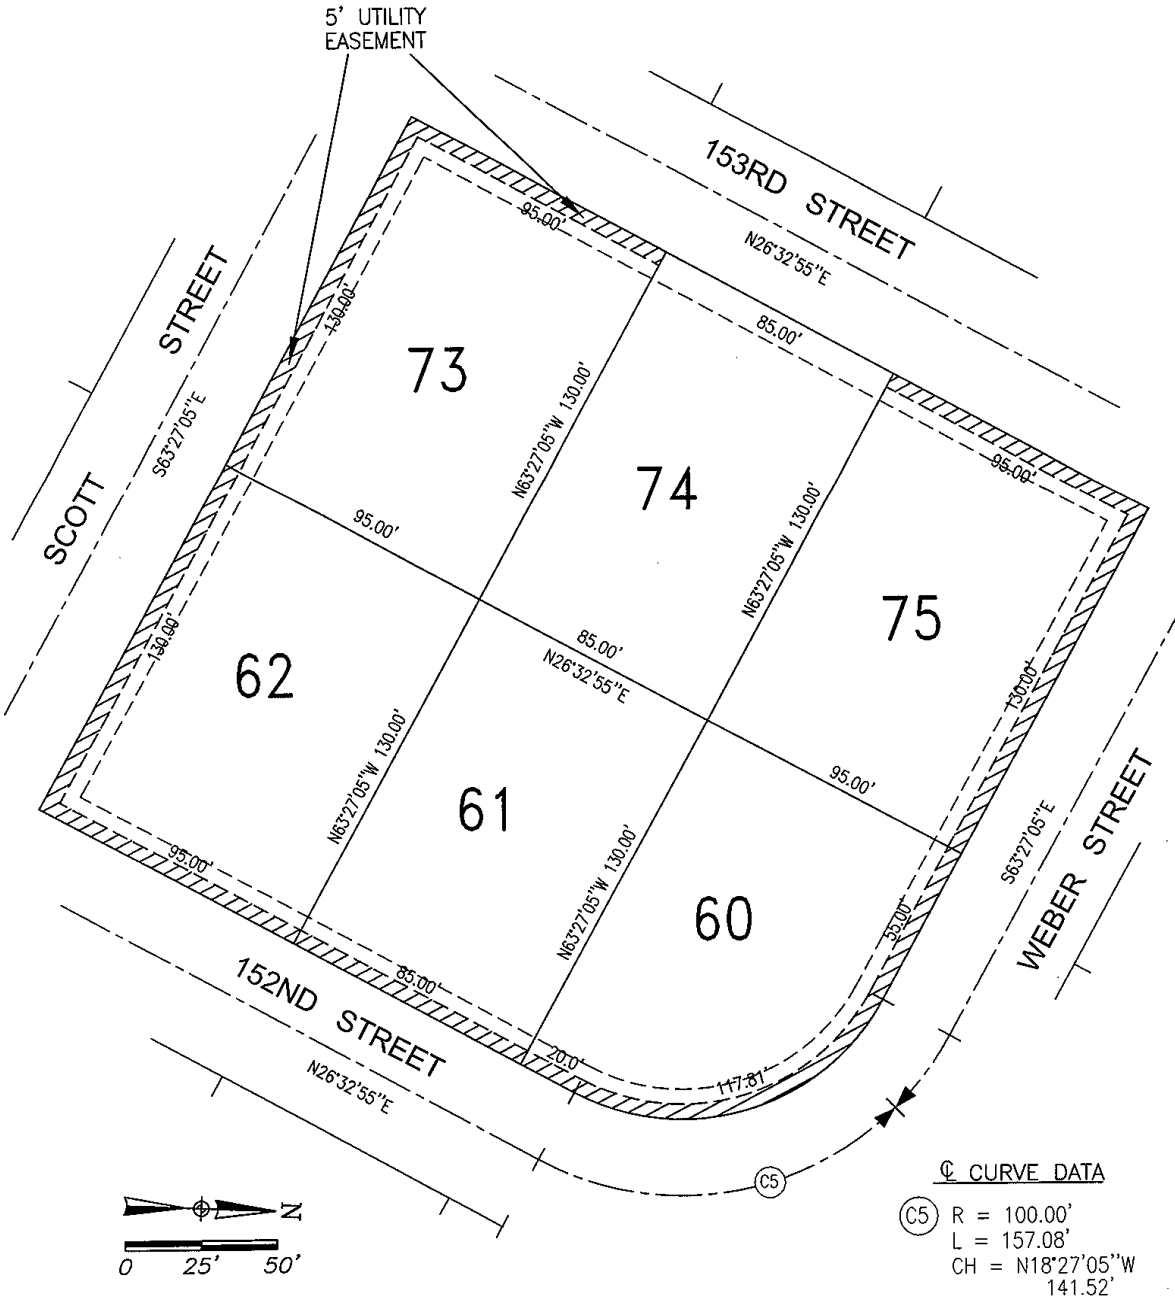 5' UTILITY
EASEMENT
153RD STREET
N26°32'55"E
95.00'
85.00'
95.00'
130.00'
73
N63°27'05"W 130.00'
74
N63°27'05"W 130.00'
75
130.00'
SCOTT STREET
S63°27'05"E
95.00'
85.00'
N26°32'55"E
95.00'
130.00'
62
N63°27'05"W 130.00'
61
N63°27'05"W 130.00'
60
55.00'
S63°27'05"E
WEBER STREET
95.00'
85.00'
20.0'
117.81'
152ND STREET
N26°32'55"E
C5
N
0 25' 50'
℄ CURVE DATA
C5 R = 100.00'
L = 157.08'
CH = N18°27'05"W
141.52'